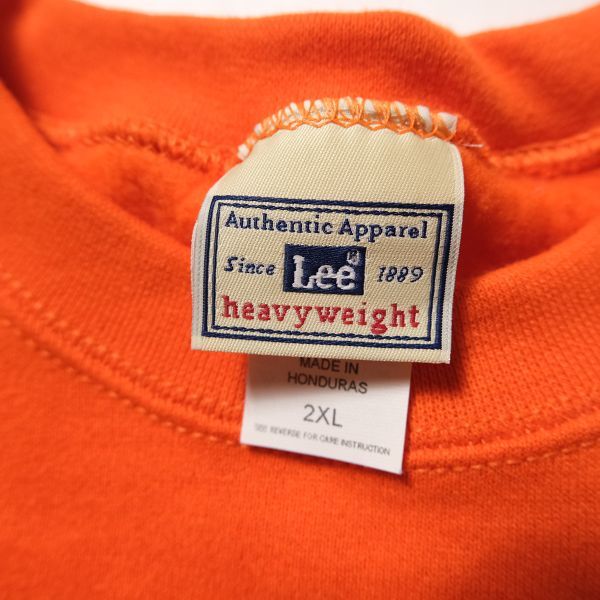 Authentic Apparel
Since Lee® 1889
heavyweight
MADE IN
HONDURAS
2XL
SEE REVERSE FOR CARE INSTRUCTION